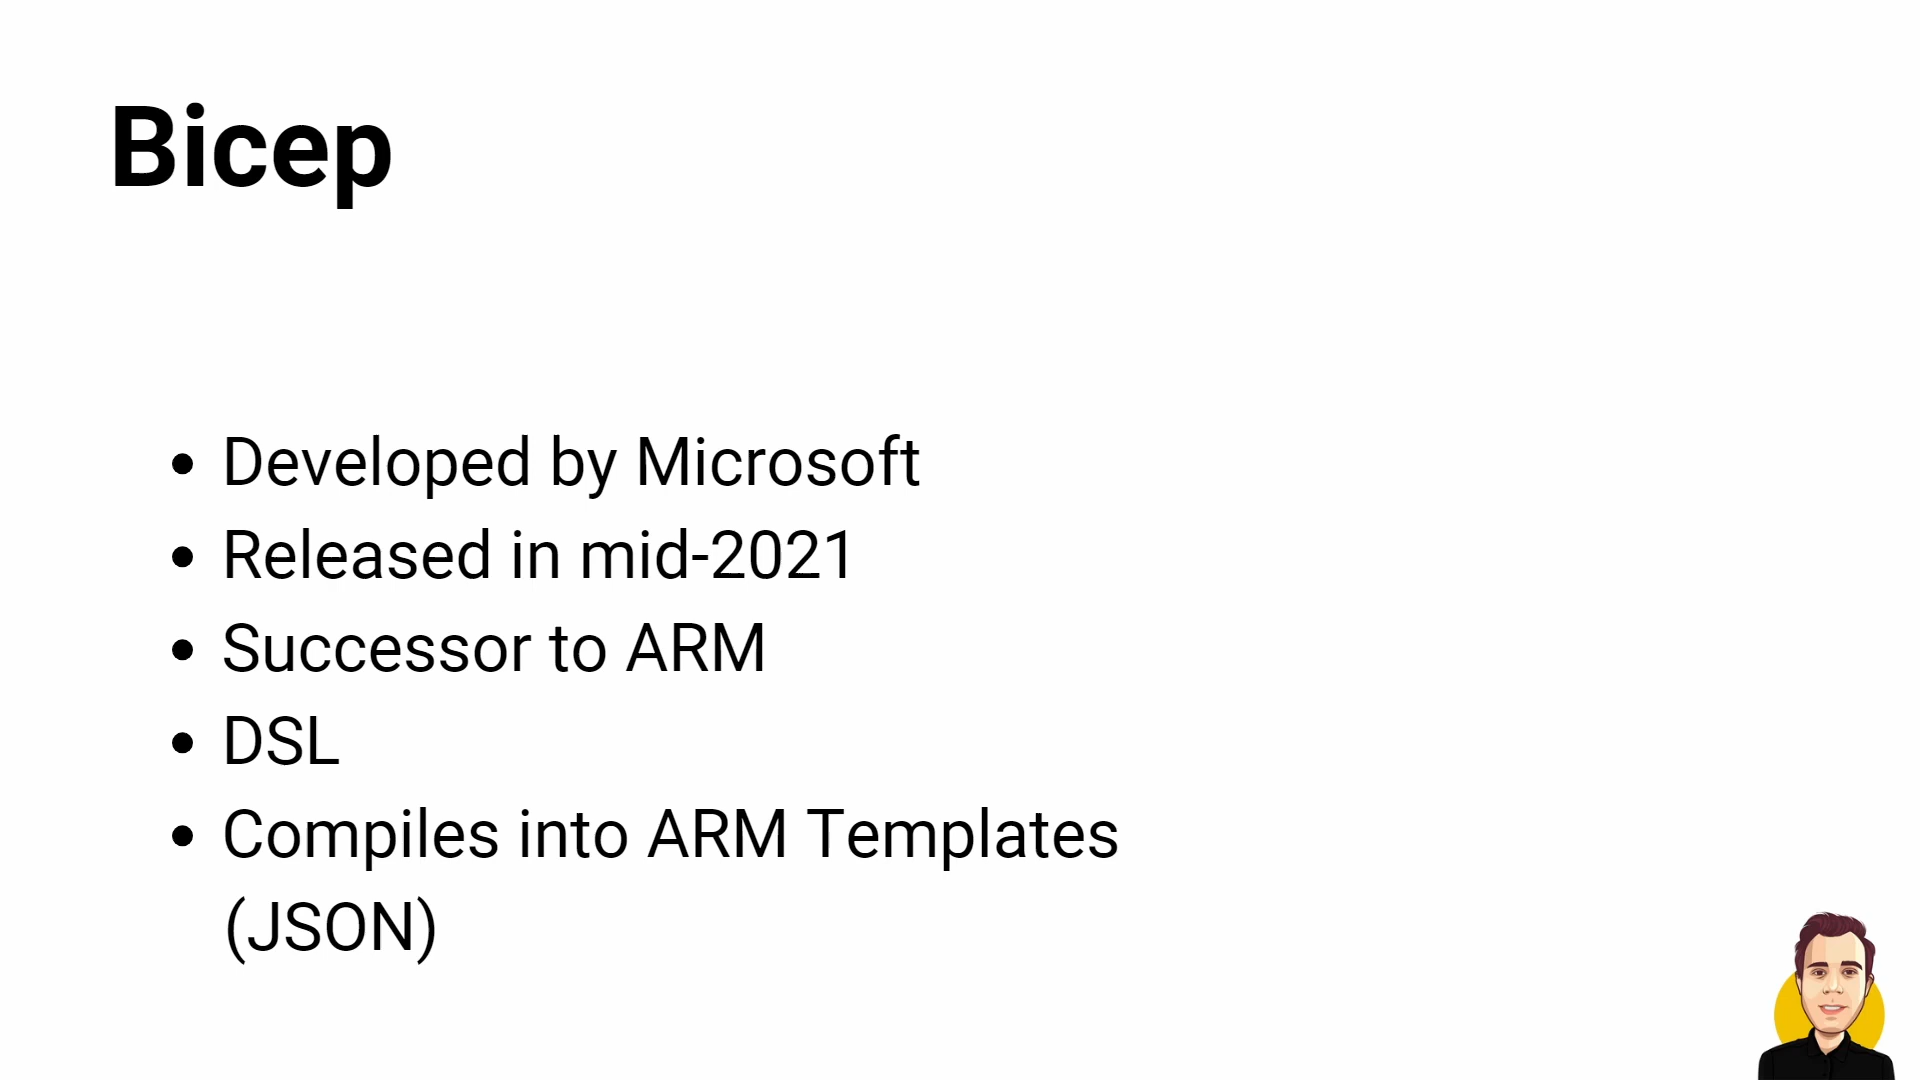 Bicep
• Developed by Microsoft
• Released in mid-2021
• Successor to ARM
• DSL
• Compiles into ARM Templates
(JSON)